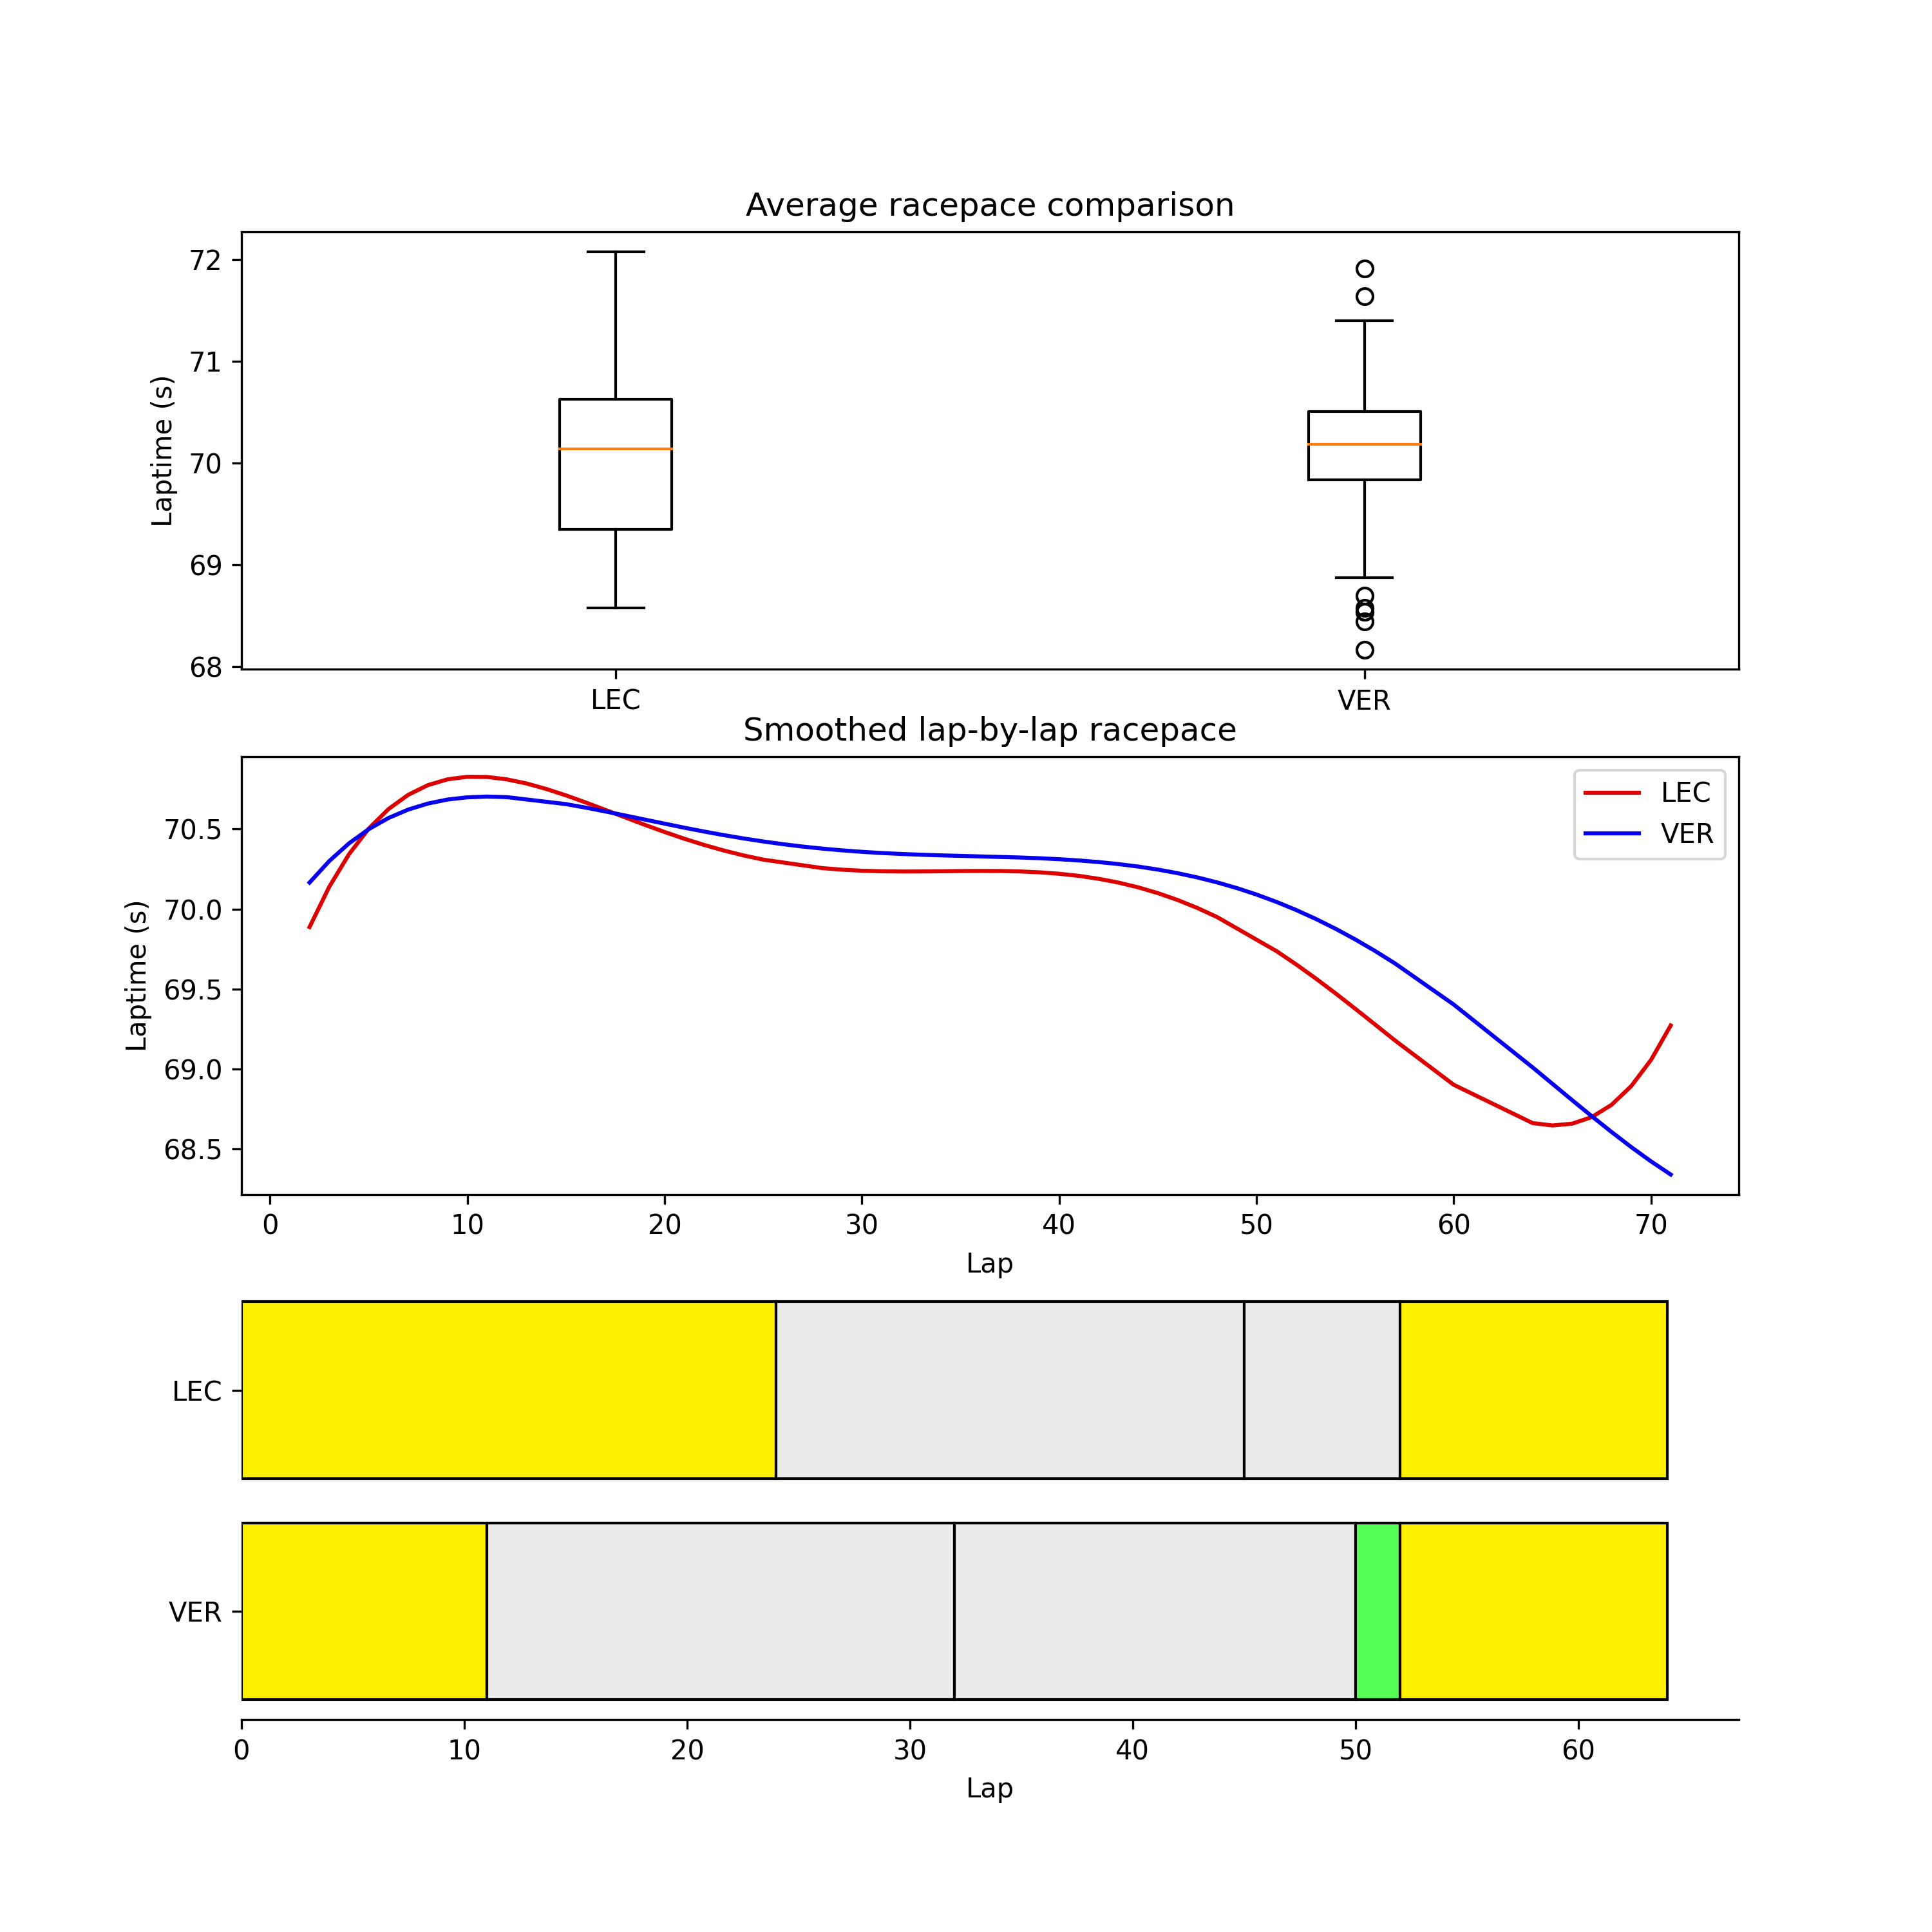 Average racepace comparison
72
71
70
69
68
Laptime (s)
LEC VER
Smoothed lap-by-lap racepace
LEC
VER
70.5
70.0
69.5
69.0
68.5
Laptime (s)
0 10 20 30 40 50 60 70
Lap
LEC
VER
0 10 20 30 40 50 60
Lap